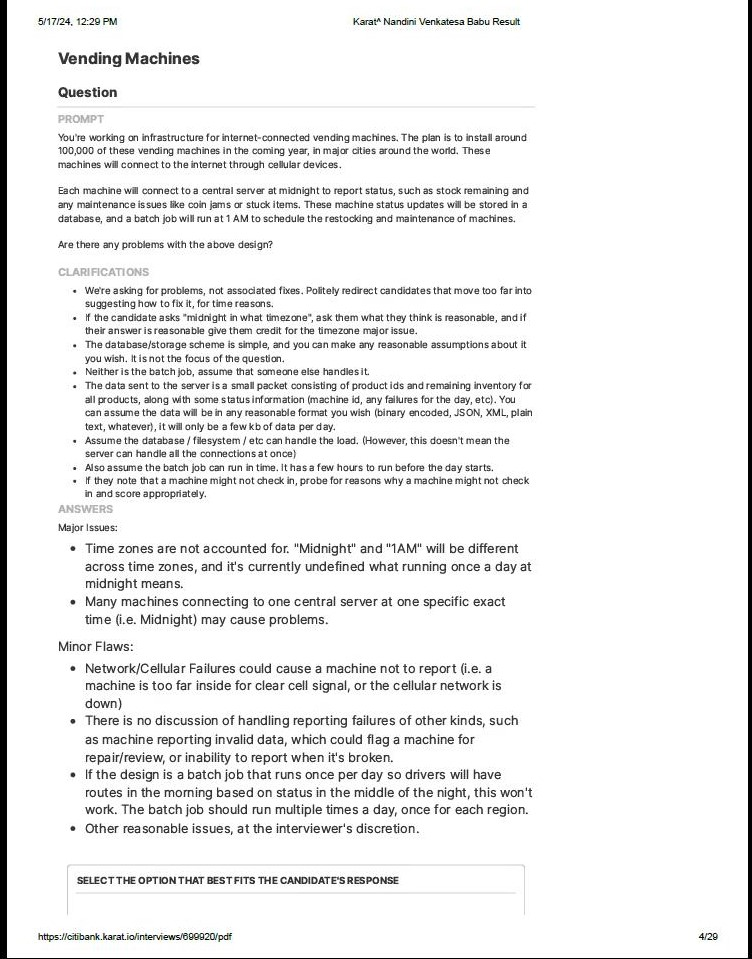 5/17/24, 12:29 PM
Karat^ Nandini Venkatesa Babu Result
Vending Machines
Question
PROMPT
You're working on infrastructure for internet-connected vending machines. The plan is to install around
100,000 of these vending machines in the coming year, in major cities around the world. These
machines will connect to the internet through cellular devices.
Each machine will connect to a central server at midnight to report status, such as stock remaining and
any maintenance issues like coin jams or stuck items. These machine status updates will be stored in a
database, and a batch job will run at 1 AM to schedule the restocking and maintenance of machines.
Are there any problems with the above design?
CLARIFICATIONS
• We're asking for problems, not associated fixes. Politely redirect candidates that move too far into
suggesting how to fix it, for time reasons.
• If the candidate asks "midnight in what timezone", ask them what they think is reasonable, and if
their answer is reasonable give them credit for the timezone major issue.
• The database/storage scheme is simple, and you can make any reasonable assumptions about it
you wish. It is not the focus of the question.
• Neither is the batch job, assume that someone else handles it.
• The data sent to the server is a small packet consisting of product ids and remaining inventory for
all products, along with some status information (machine id, any failures for the day, etc). You
can assume the data will be in any reasonable format you wish (binary encoded, JSON, XML, plain
text, whatever), it will only be a few kb of data per day.
• Assume the database / filesystem / etc can handle the load. (However, this doesn't mean the
server can handle all the connections at once)
• Also assume the batch job can run in time. It has a few hours to run before the day starts.
• If they note that a machine might not check in, probe for reasons why a machine might not check
in and score appropriately.
ANSWERS
Major Issues:
• Time zones are not accounted for. "Midnight" and "1AM" will be different
across time zones, and it's currently undefined what running once a day at
midnight means.
• Many machines connecting to one central server at one specific exact
time (i.e. Midnight) may cause problems.
Minor Flaws:
• Network/Cellular Failures could cause a machine not to report (i.e. a
machine is too far inside for clear cell signal, or the cellular network is
down)
• There is no discussion of handling reporting failures of other kinds, such
as machine reporting invalid data, which could flag a machine for
repair/review, or inability to report when it's broken.
• If the design is a batch job that runs once per day so drivers will have
routes in the morning based on status in the middle of the night, this won't
work. The batch job should run multiple times a day, once for each region.
• Other reasonable issues, at the interviewer's discretion.
SELECT THE OPTION THAT BEST FITS THE CANDIDATE'S RESPONSE
https://citibank.karat.io/interviews/699920/pdf
4/29